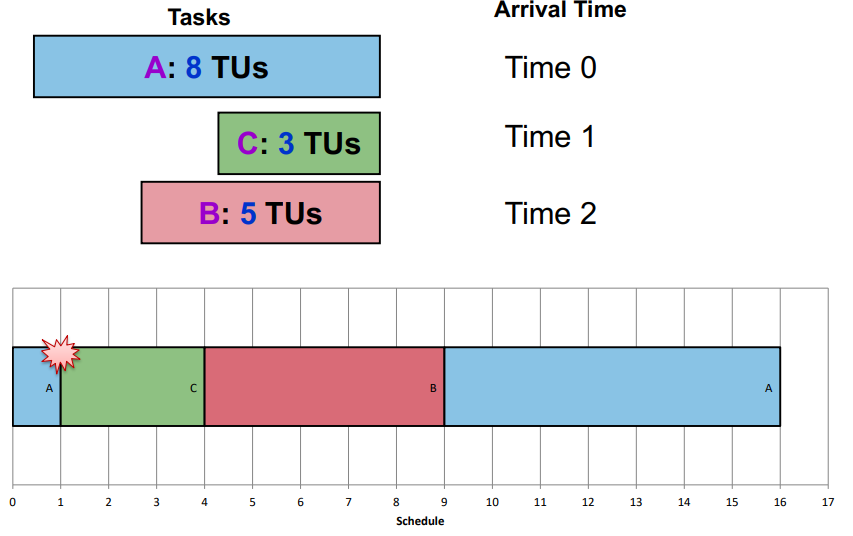 Tasks Arrival Time
A: 8 TUs Time 0
C: 3 TUs Time 1
B: 5 TUs Time 2
A C B A
0 1 2 3 4 5 6 7 8 9 10 11 12 13 14 15 16 17
Schedule